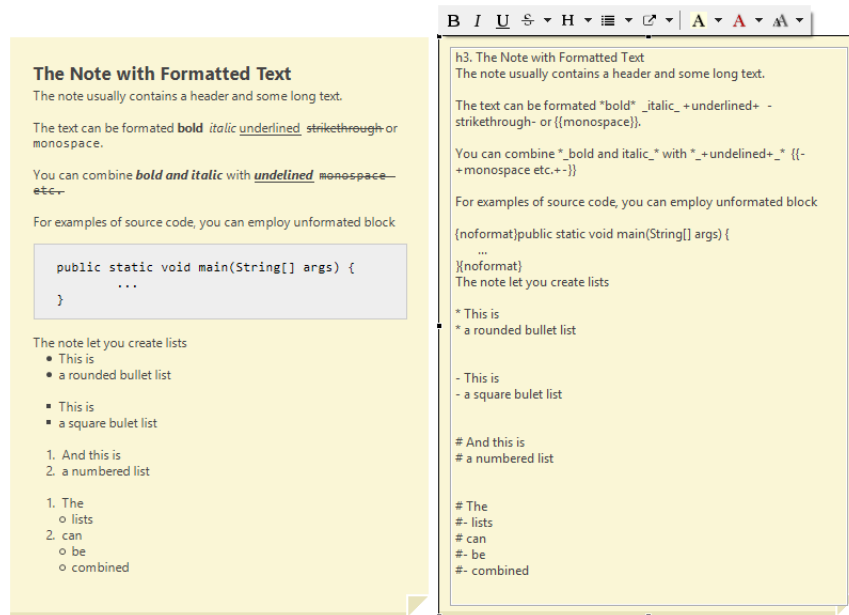 The Note with Formatted Text
The note usually contains a header and some long text.
The text can be formated bold italic underlined strikethrough or
monospace.
You can combine bold and italic with undelined monospace
etc.
For examples of source code, you can employ unformated block
public static void main(String[] args) {
...
}
The note let you create lists
• This is
• a rounded bullet list
▪ This is
▪ a square bulet list
1. And this is
2. a numbered list
1. The
o lists
2. can
o be
o combined
B I U S H A A AA
h3. The Note with Formatted Text
The note usually contains a header and some long text.
The text can be formated *bold* _italic_ +underlined+ -
strikethrough- or {{monospace}}.
You can combine *_bold and italic_* with *_+undelined+_* {{-
+monospace etc.+-}}
For examples of source code, you can employ unformated block
{noformat}public static void main(String[] args) {
...
}{noformat}
The note let you create lists
* This is
* a rounded bullet list
- This is
- a square bulet list
# And this is
# a numbered list
# The
#- lists
# can
#- be
#- combined